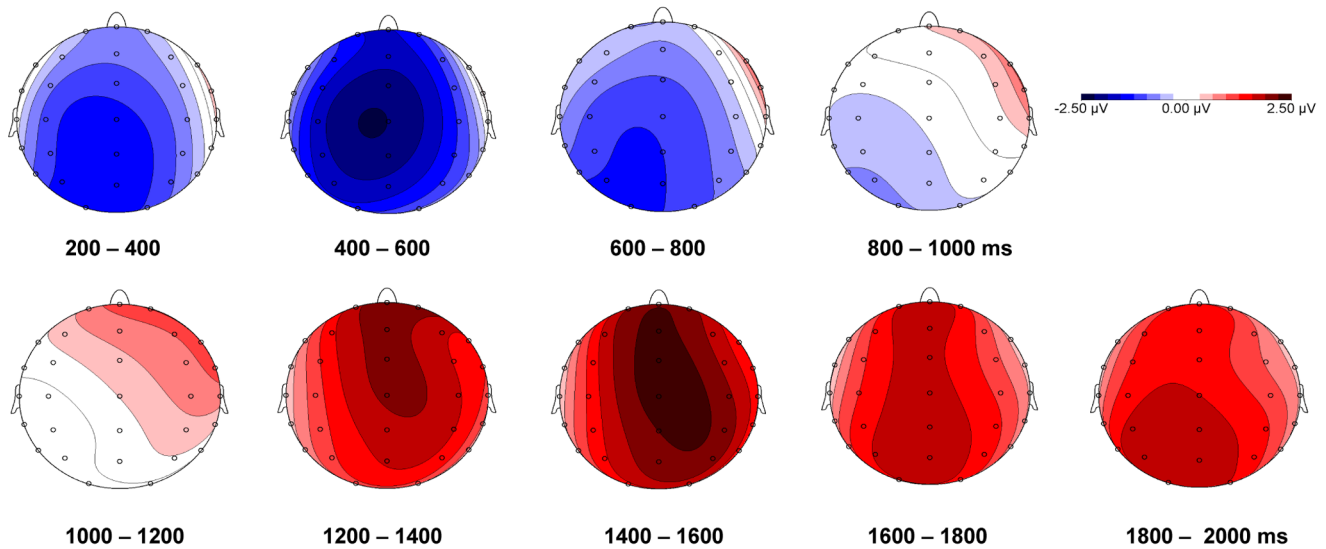 -2.50 µV 0.00 µV 2.50 µV
200 – 400 400 – 600 600 – 800 800 – 1000 ms
1000 – 1200 1200 – 1400 1400 – 1600 1600 – 1800 1800 – 2000 ms